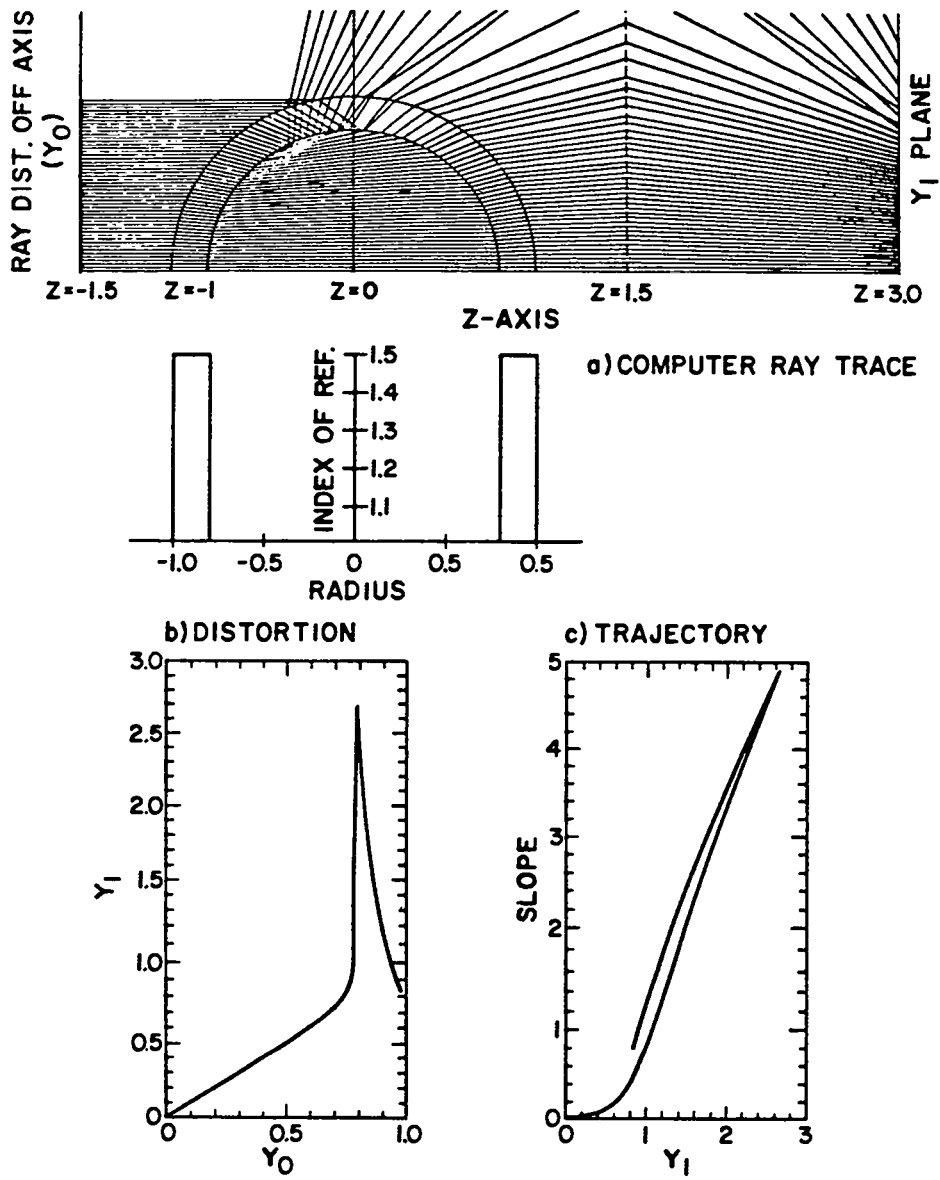 RAY DIST. OFF AXIS
(Y₀)
Y₁ PLANE
Z=-1.5 Z=-1 Z=0 Z=1.5 Z=3.0
Z-AXIS
a) COMPUTER RAY TRACE
INDEX OF REF.
1.5
1.4
1.3
1.2
1.1
-1.0 -0.5 0 0.5 0.5
RADIUS
b) DISTORTION
3.0
2.5
2.0
1.5
1.0
0.5
0
Y₁
0 0.5 1.0
Y₀
c) TRAJECTORY
5
4
3
2
1
0
SLOPE
0 1 2 3
Y₁